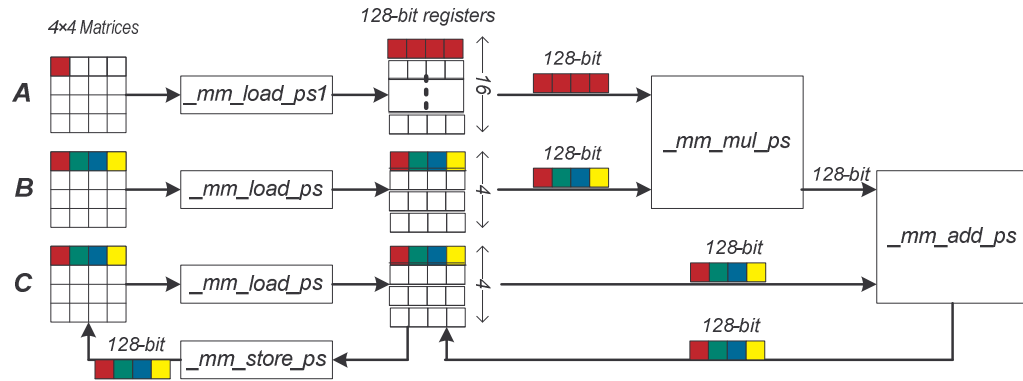 4×4 Matrices
128-bit registers
A
_mm_load_ps1
16
128-bit
_mm_mul_ps
B
_mm_load_ps
4
128-bit
128-bit
_mm_add_ps
C
_mm_load_ps
4
128-bit
128-bit
_mm_store_ps
128-bit